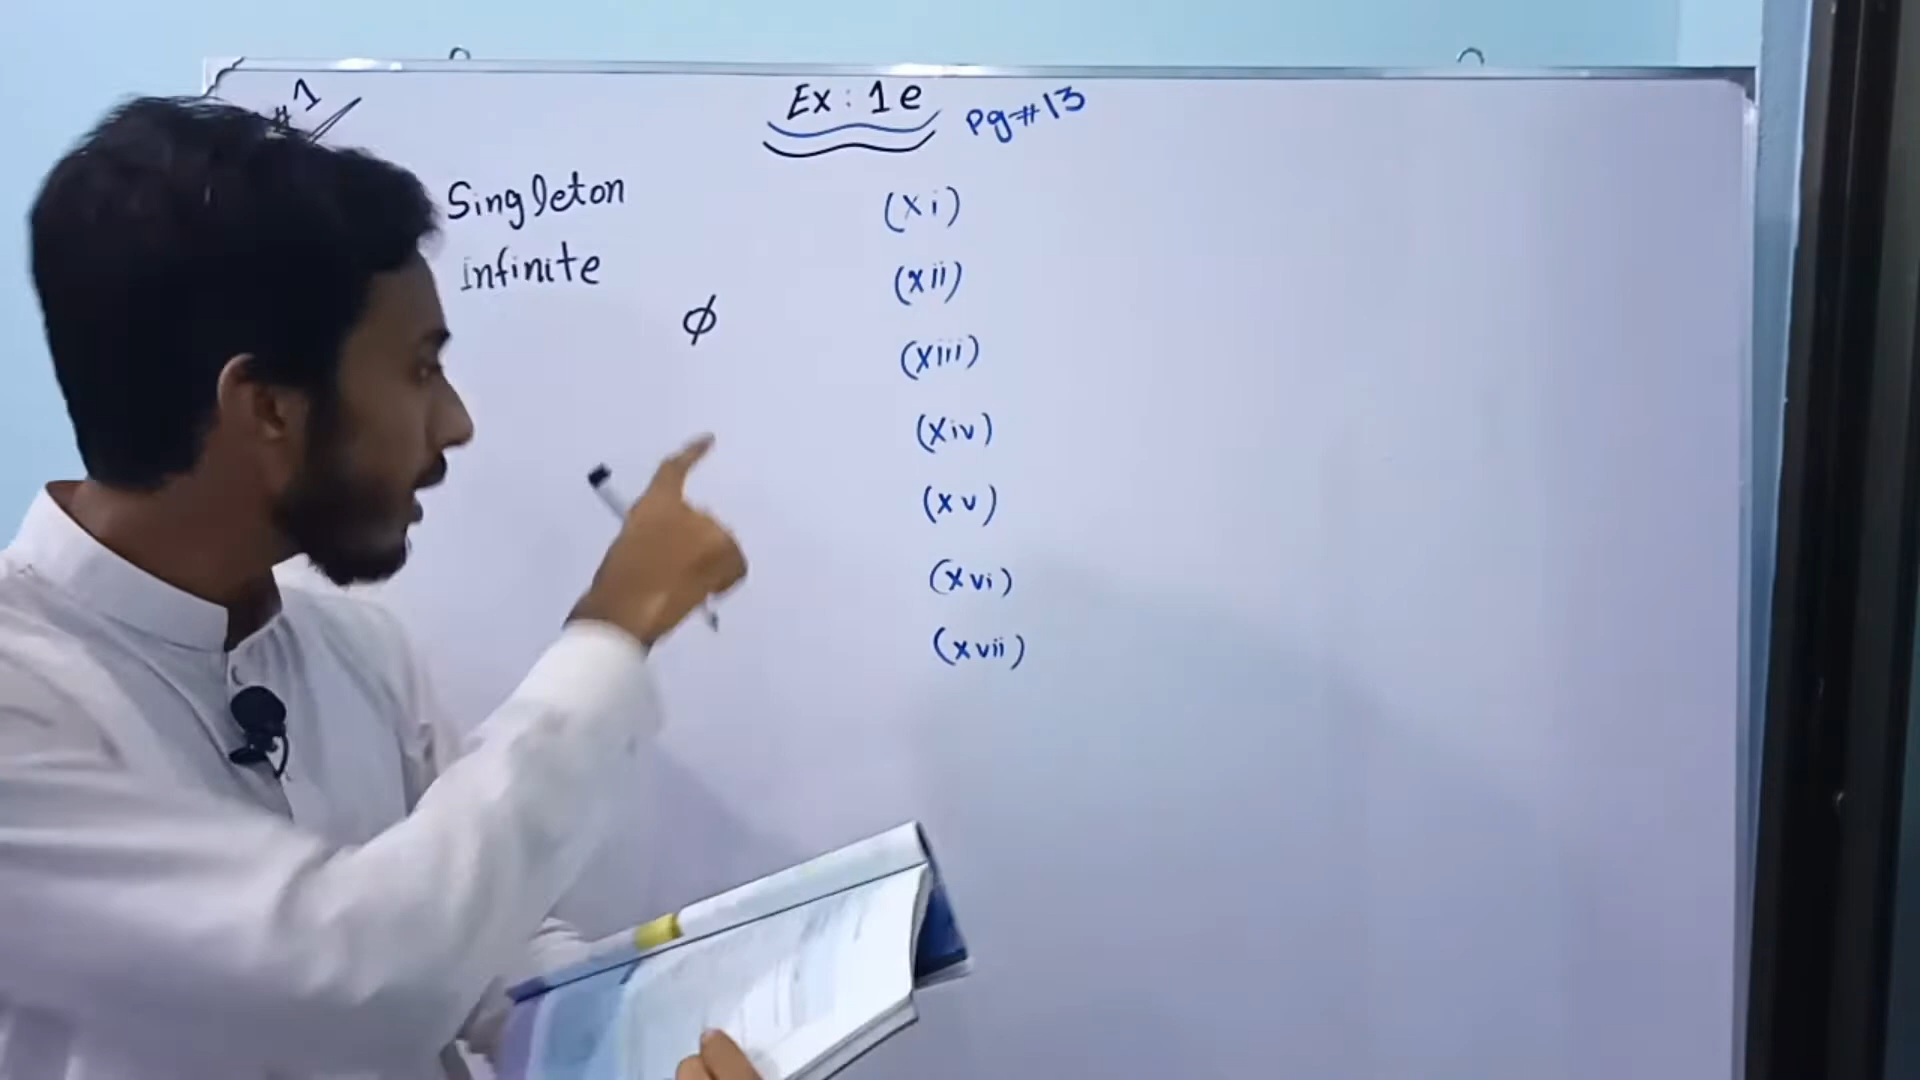 #1
Ex: 1e
pg#13
Singleton
infinite
φ
(xi)
(xii)
(xiii)
(xiv)
(xv)
(xvi)
(xvii)